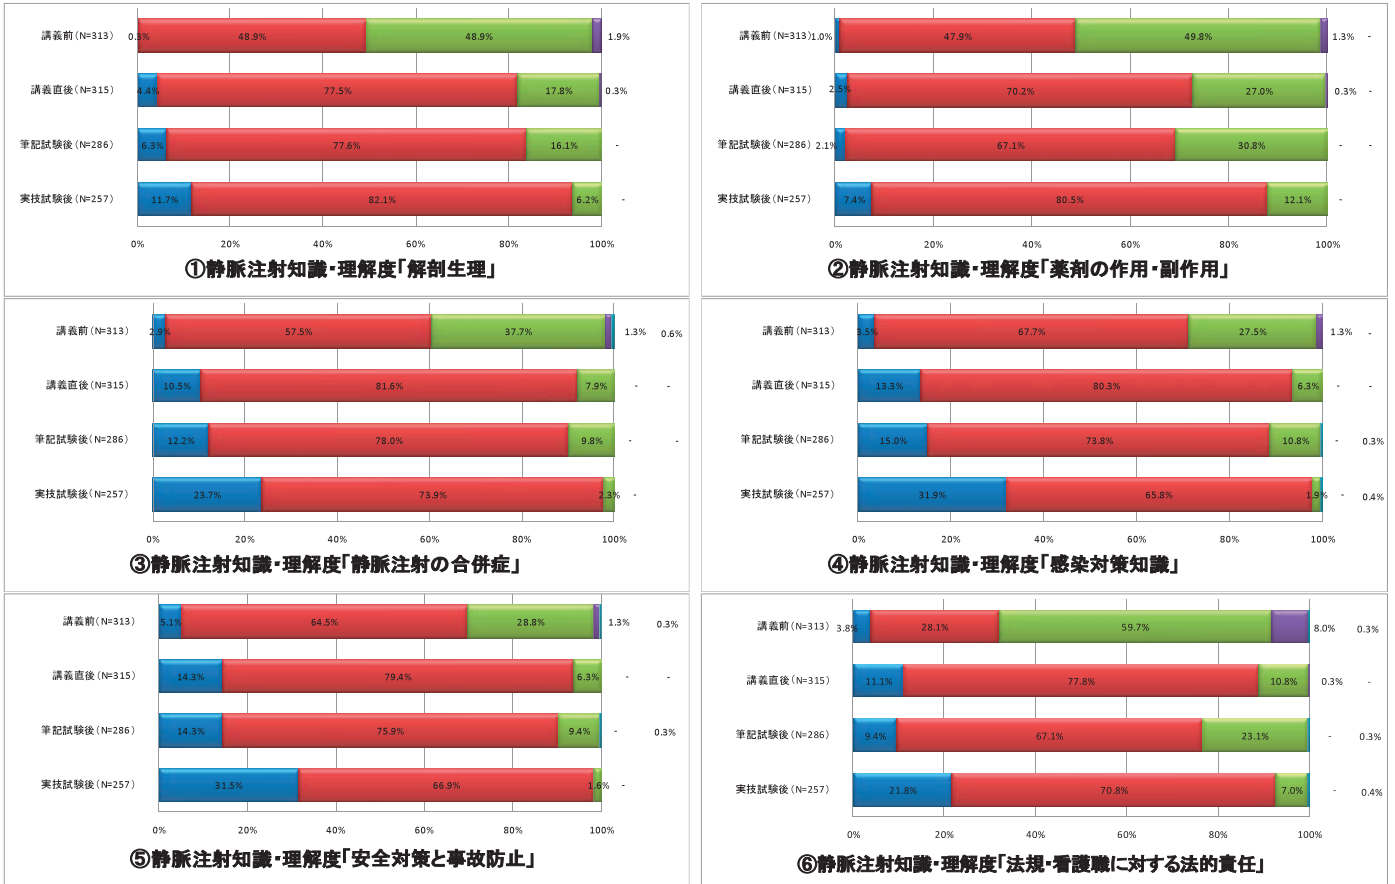 講義前(N=313) 0.3% 48.9% 48.9% 1.9%
講義直後(N=315) 4.4% 77.5% 17.8% 0.3%
筆記試験後(N=286) 6.3% 77.6% 16.1% -
実技試験後(N=257) 11.7% 82.1% 6.2% -
0% 20% 40% 60% 80% 100%
①静脈注射知識・理解度「解剖生理」
講義前(N=313) 1.0% 47.9% 49.8% 1.3% -
講義直後(N=315) 2.5% 70.2% 27.0% 0.3% -
筆記試験後(N=286) 2.1% 67.1% 30.8% - -
実技試験後(N=257) 7.4% 80.5% 12.1% -
0% 20% 40% 60% 80% 100%
②静脈注射知識・理解度「薬剤の作用・副作用」
講義前(N=313) 2.9% 57.5% 37.7% 1.3% 0.6%
講義直後(N=315) 10.5% 81.6% 7.9% - -
筆記試験後(N=286) 12.2% 78.0% 9.8% - -
実技試験後(N=257) 23.7% 73.9% 2.3% -
0% 20% 40% 60% 80% 100%
③静脈注射知識・理解度「静脈注射の合併症」
講義前(N=313) 3.5% 67.7% 27.5% 1.3% -
講義直後(N=315) 13.3% 80.3% 6.3% - -
筆記試験後(N=286) 15.0% 73.8% 10.8% - 0.3%
実技試験後(N=257) 31.9% 65.8% 1.9% - 0.4%
0% 20% 40% 60% 80% 100%
④静脈注射知識・理解度「感染対策知識」
講義前(N=313) 5.1% 64.5% 28.8% 1.3% 0.3%
講義直後(N=315) 14.3% 79.4% 6.3% - -
筆記試験後(N=286) 14.3% 75.9% 9.4% - 0.3%
実技試験後(N=257) 31.5% 66.9% 1.6% -
0% 20% 40% 60% 80% 100%
⑤静脈注射知識・理解度「安全対策と事故防止」
講義前(N=313) 3.8% 28.1% 59.7% 8.0% 0.3%
講義直後(N=315) 11.1% 77.8% 10.8% 0.3% -
筆記試験後(N=286) 9.4% 67.1% 23.1% - 0.3%
実技試験後(N=257) 21.8% 70.8% 7.0% - 0.4%
0% 20% 40% 60% 80% 100%
⑥静脈注射知識・理解度「法規・看護職に対する法的責任」